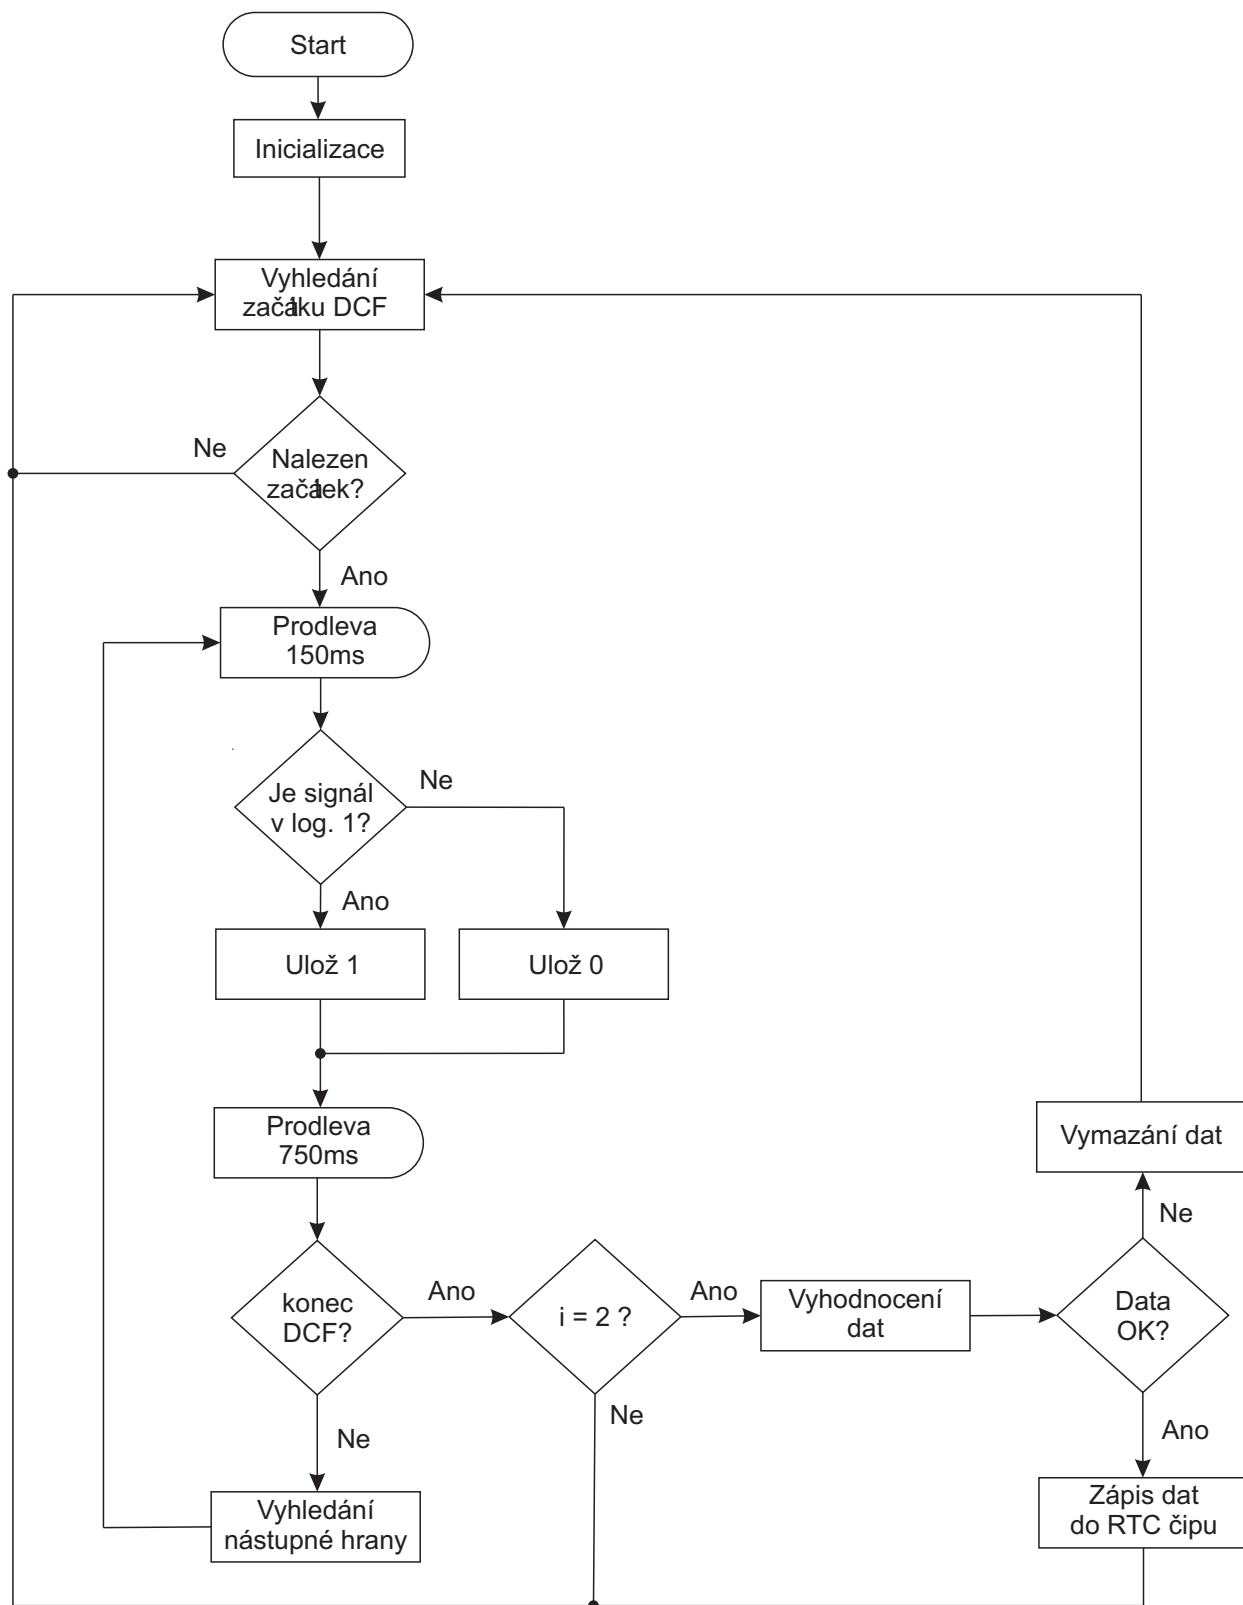 Start
Inicializace
Vyhledání
začátku DCF
Ne
Nalezen
začátek?
Ano
Prodleva
150ms
Je signál
v log. 1?
Ne
Ano
Ulož 1
Ulož 0
Prodleva
750ms
Vymazání dat
Ne
konec
DCF?
Ano
i = 2 ?
Ano
Vyhodnocení
dat
Data
OK?
Ne
Ne
Ano
Vyhledání
nástupné hrany
Zápis dat
do RTC čipu